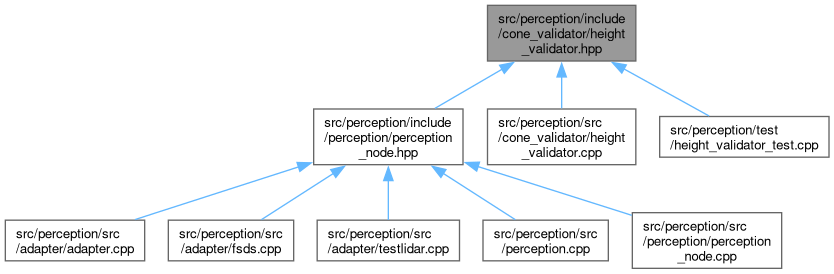 src/perception/include
/cone_validator/height
_validator.hpp
src/perception/include
/perception/perception
_node.hpp
src/perception/src
/cone_validator/height
_validator.cpp
src/perception/test
/height_validator_test.cpp
src/perception/src
/adapter/adapter.cpp
src/perception/src
/adapter/fsds.cpp
src/perception/src
/adapter/testlidar.cpp
src/perception/src
/perception.cpp
src/perception/src
/perception/perception
_node.cpp